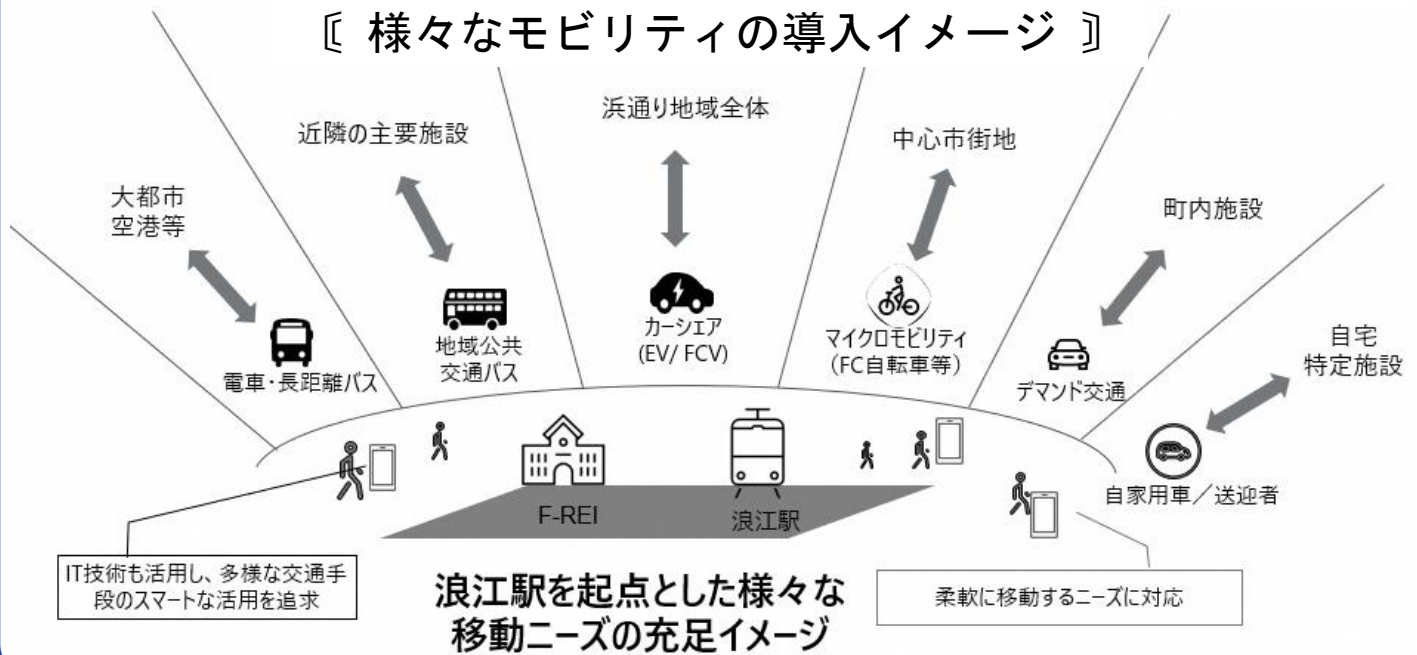 〘 様々なモビリティの導入イメージ 〙
大都市
空港等
近隣の主要施設
浜通り地域全体
中心市街地
町内施設
自宅
特定施設
電車・長距離バス
地域公共
交通バス
カーシェア
(EV/ FCV)
マイクロモビリティ
（FC自転車等）
デマンド交通
自家用車／送迎者
F-REI
浪江駅
IT技術も活用し、多様な交通手
段のスマートな活用を追求
浪江駅を起点とした様々な
移動ニーズの充足イメージ
柔軟に移動するニーズに対応